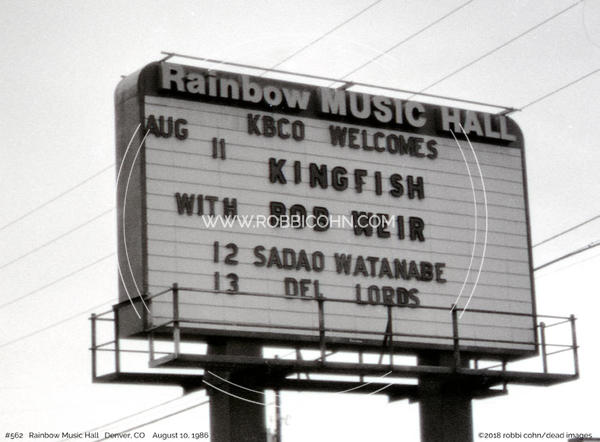 Rainbow MUSIC HALL
AUG KBCO WELCOMES
11
KINGFISH
WITH BOB WEIR
WWW.ROBBICOHN.COM
12 SADAO WATANABE
13 DEL LORDS
#562 Rainbow Music Hall Denver, CO August 10, 1986
©2018 robbi cohn/dead images